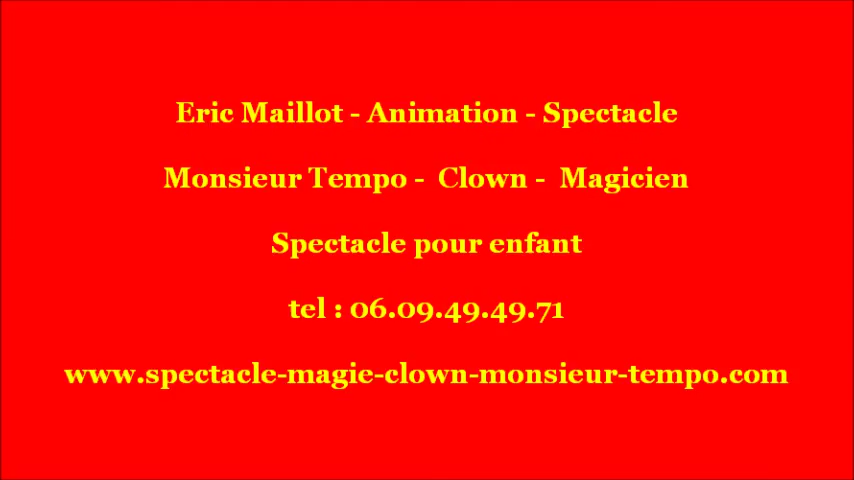 Eric Maillot - Animation - Spectacle
Monsieur Tempo - Clown - Magicien
Spectacle pour enfant
tel : 06.09.49.49.71
www.spectacle-magie-clown-monsieur-tempo.com